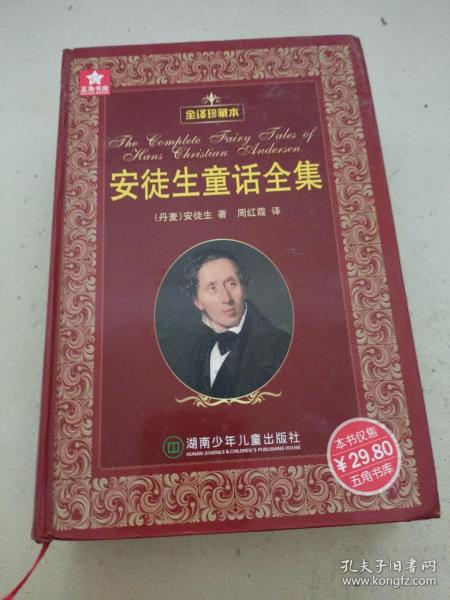 五角书库
全译珍藏本
The Complete Fairy Tales of
Hans Christian Andersen
安徒生童话全集
(丹麦)安徒生 著 周红霞 译
湖南少年儿童出版社
HUNAN JUVENILE & CHILDREN'S PUBLISHING HOUSE
本书仅售
¥29.80
五角书库
孔夫子旧书网
www.kongfz.com